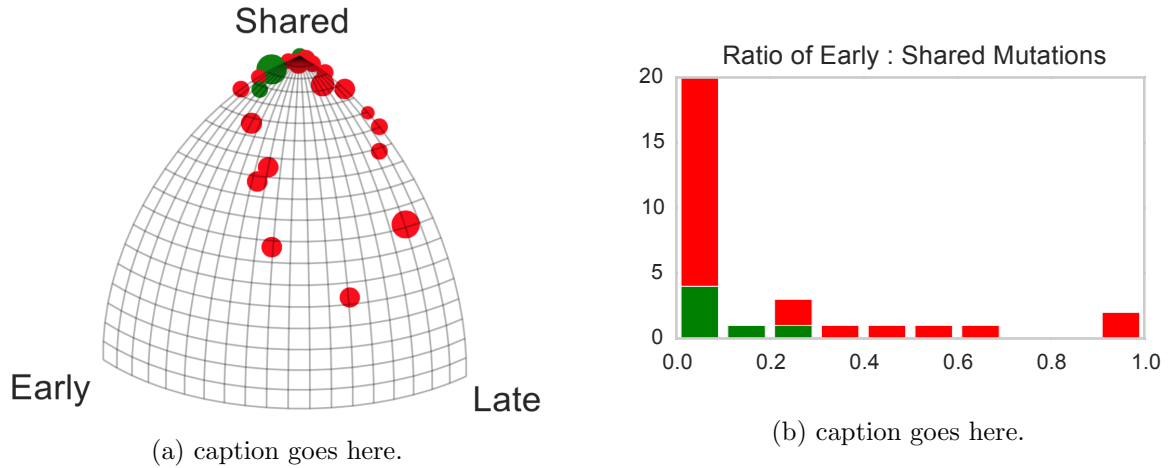 Shared
Early
Late
(a) caption goes here.
Ratio of Early : Shared Mutations
20
15
10
5
0
0.0 0.2 0.4 0.6 0.8 1.0
(b) caption goes here.